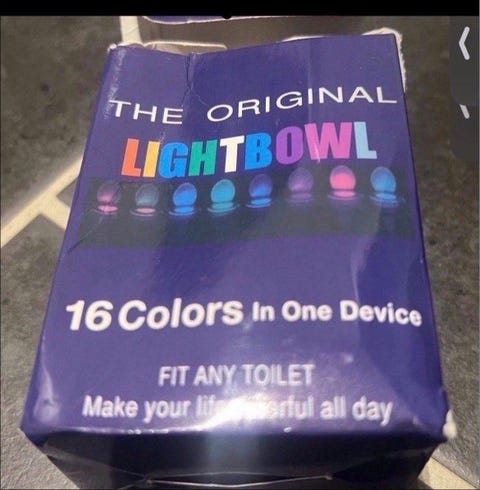 THE ORIGINAL
LIGHTBOWL
16 Colors In One Device
FIT ANY TOILET
Make your all day